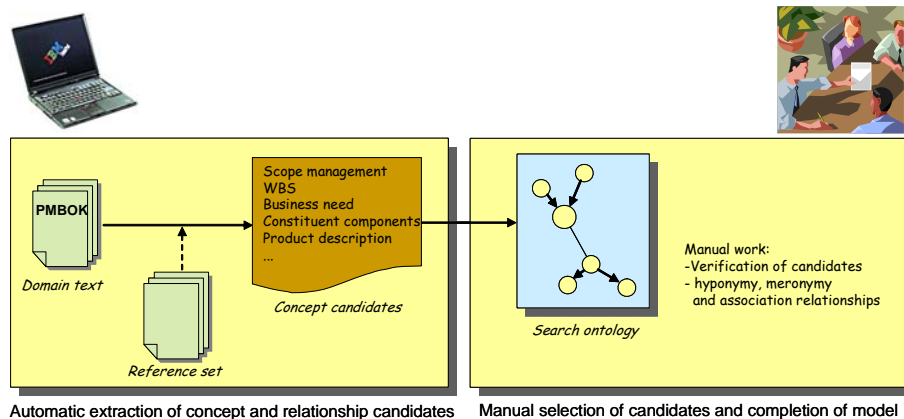 IBM
PMBOK
Domain text
Reference set
Scope management
WBS
Business need
Constituent components
Product description
...
Concept candidates
Search ontology
Manual work:
-Verification of candidates
- hyponymy, meronymy
and association relationships
Automatic extraction of concept and relationship candidates
Manual selection of candidates and completion of model